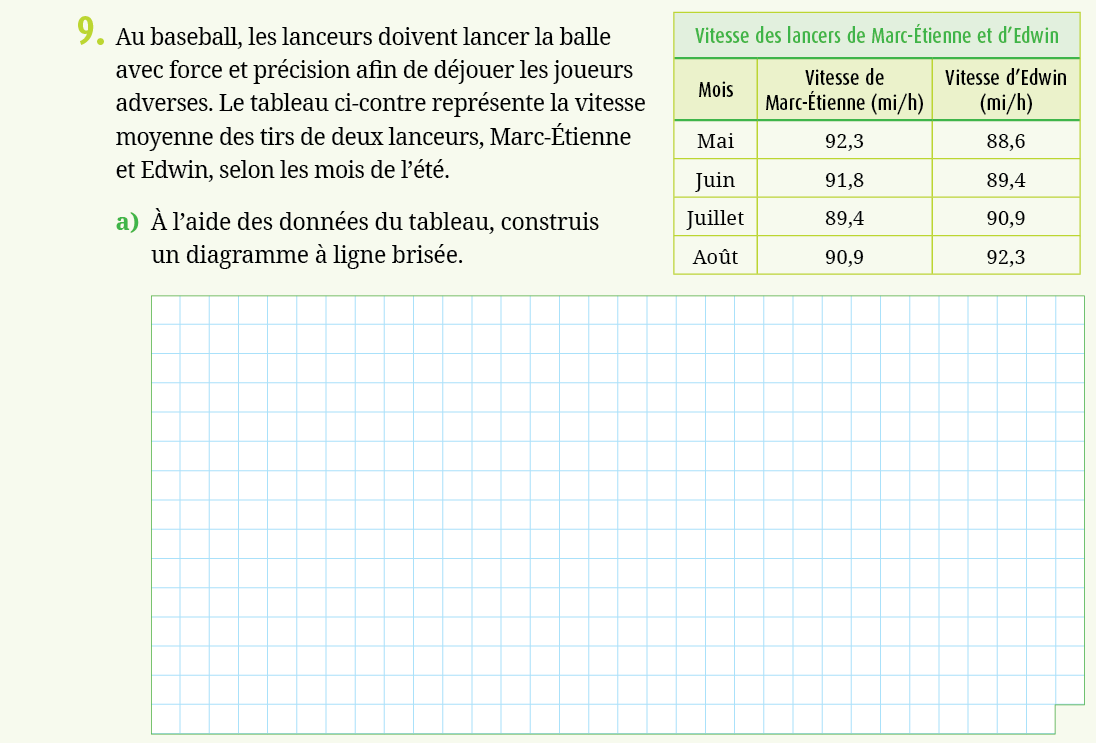 9. Au baseball, les lanceurs doivent lancer la balle
avec force et précision afin de déjouer les joueurs
adverses. Le tableau ci-contre représente la vitesse
moyenne des tirs de deux lanceurs, Marc-Étienne
et Edwin, selon les mois de l’été.
a) À l’aide des données du tableau, construis
un diagramme à ligne brisée.
Vitesse des lancers de Marc-Étienne et d’Edwin
Mois Vitesse de Marc-Étienne (mi/h) Vitesse d’Edwin (mi/h)
Mai 92,3 88,6
Juin 91,8 89,4
Juillet 89,4 90,9
Août 90,9 92,3